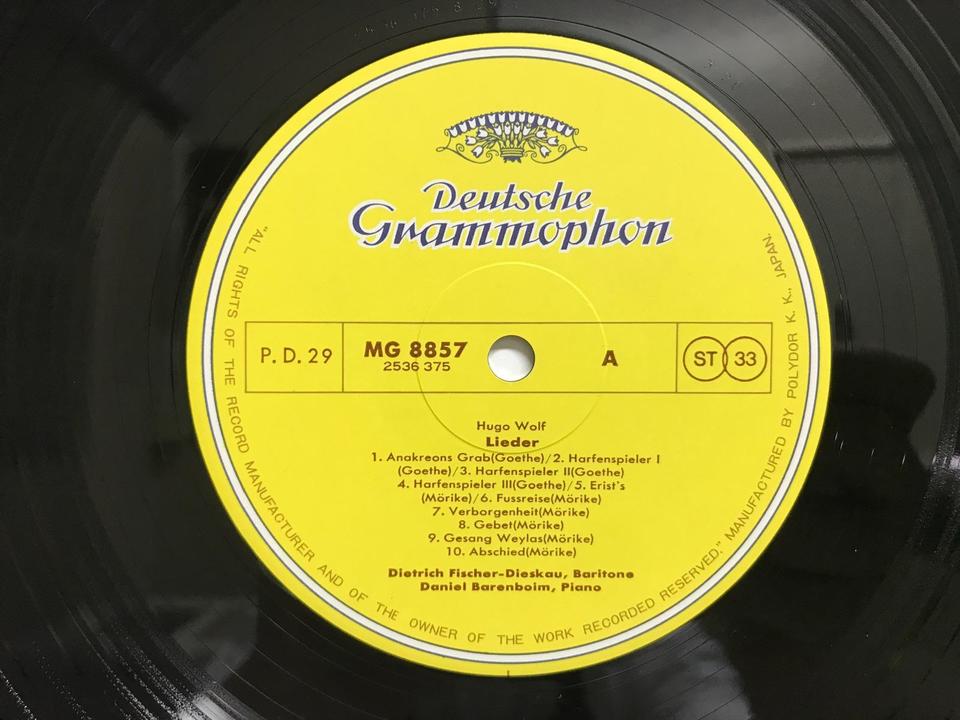 Deutsche
Grammophon
P. D. 29
MG 8857
2536 375
A
ST 33
Hugo Wolf
Lieder
1. Anakreons Grab(Goethe)/2. Harfenspieler I
(Goethe)/3. Harfenspieler II(Goethe)
4. Harfenspieler III(Goethe)/5. Erist's
(Mörike)/6. Fussreise(Mörike)
7. Verborgenheit(Mörike)
8. Gebet(Mörike)
9. Gesang Weylas(Mörike)
10. Abschied(Mörike)
Dietrich Fischer-Dieskau, Baritone
Daniel Barenboim, Piano
"ALL RIGHTS OF THE RECORD MANUFACTURER AND OF THE OWNER OF THE WORK RECORDED RESERVED." MANUFACTURED BY POLYDOR K. K., JAPAN.